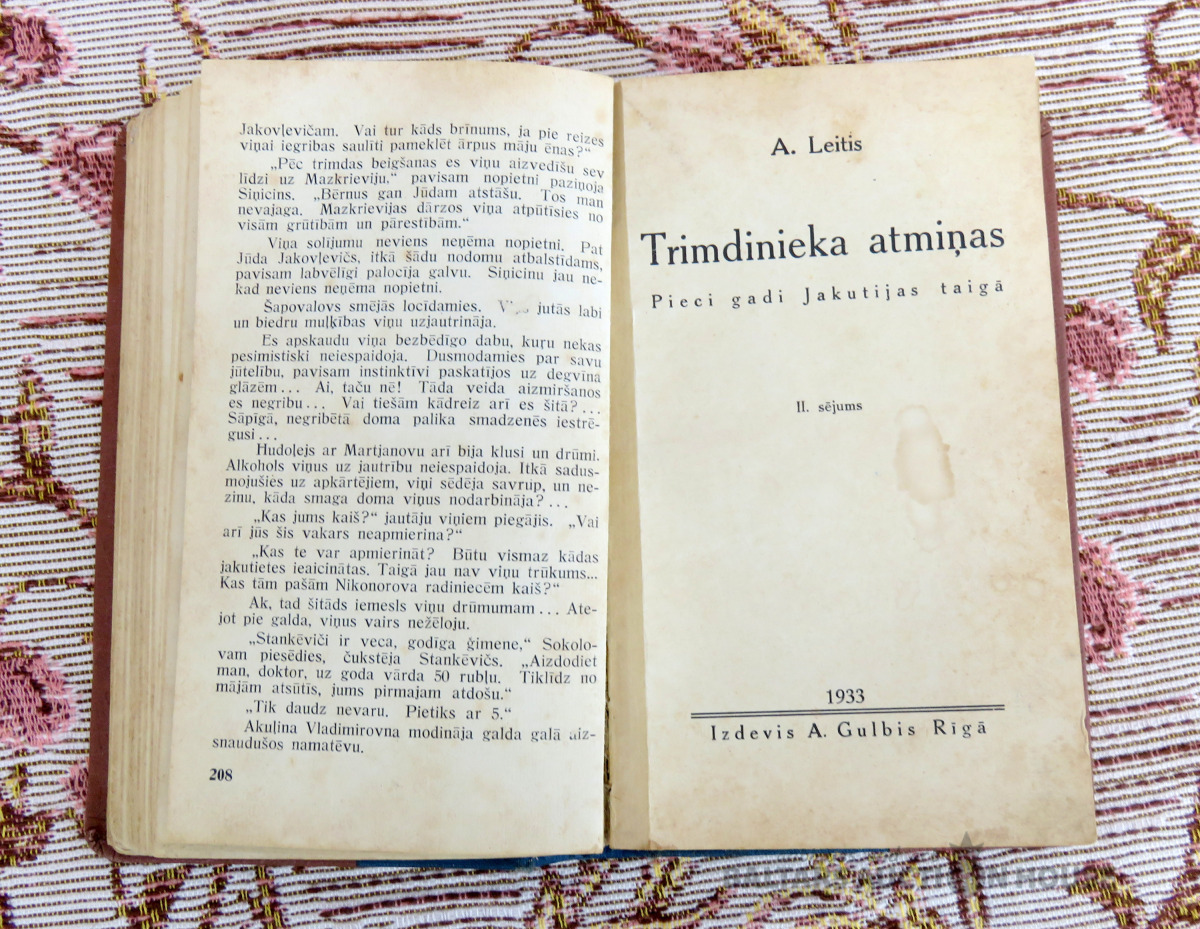 Jakovļevičam. Vai tur kāds brīnums, ja pie reizes
viņai iegribas saulīti pameklēt ārpus māju ēnas?“
„Pēc trimdas beigšanas es viņu aizvedīšu sev
līdzi uz Mazkrieviju.“ pavisam nopietni paziņoja
Siņicins. „Bērnus gan Jūdam atstāšu. Tos man
nevajaga. Mazkrievijas dārzos viņa atpūtīsies no
visām grūtībām un pārestībām.“
Viņa solījumu neviens neņēma nopietni. Pat
Jūda Jakovļevičs, itkā šādu nodomu atbalstīdams,
pavisam labvēlīgi palocīja galvu. Siņicinu jau ne-
kad neviens neņēma nopietni.
Šapovalovs smējās locīdamies. jutās labi
un biedru muļķības viņu uzjautrināja.
Es apskaudu viņa bezbēdīgo dabu, kuŗu nekas
pesimistiski neiespaidoja. Dusmodamies par savu
jūtelību, pavisam instinktīvi paskatījos uz degvīna
glāzēm... Ai, taču nē! Tāda veida aizmiršanos
es negribu... Vai tiešām kādreiz arī es šitā?...
Sāpīgā, negribētā doma palika smadzenēs iestrē-
gusi...
Hudoļejs ar Martjanovu arī bija klusi un drūmi.
Alkohols viņus uz jautrību neiespaidoja. Itkā sadus-
mojušies uz apkārtējiem, viņi sēdēja savrup, un ne-
zinu, kāda smaga doma viņus nodarbināja?...
„Kas jums kaiš?“ jautāju viņiem piegājis. „Vai
arī jūs šis vakars neapmierina?“
„Kas te var apmierināt? Būtu vismaz kādas
jakutietes ieaicinātas. Taigā jau nav viņu trūkums...
Kas tām pašām Nikonorova radiniecēm kaiš?“
Ak, tad šitāds iemesls viņu drūmumam... Ate-
jot pie galda, viņus vairs nežēloju.
„Stankēviči ir veca, godīga ģimene,“ Sokolo-
vam piesēdies, čukstēja Stankēvičs. „Aizdodiet
man, doktor, uz goda vārda 50 rubļu. Tiklīdz no
mājām atsūtīs, jums pirmajam atdošu.“
„Tik daudz nevaru. Pietiks ar 5.“
Akuļina Vladimirovna modināja galda galā aiz-
snaudušos namatēvu.
208
A. Leitis
Trimdinieka atmiņas
Pieci gadi Jakutijas taigā
II. sējums
1933
Izdevis A. Gulbis Rīgā